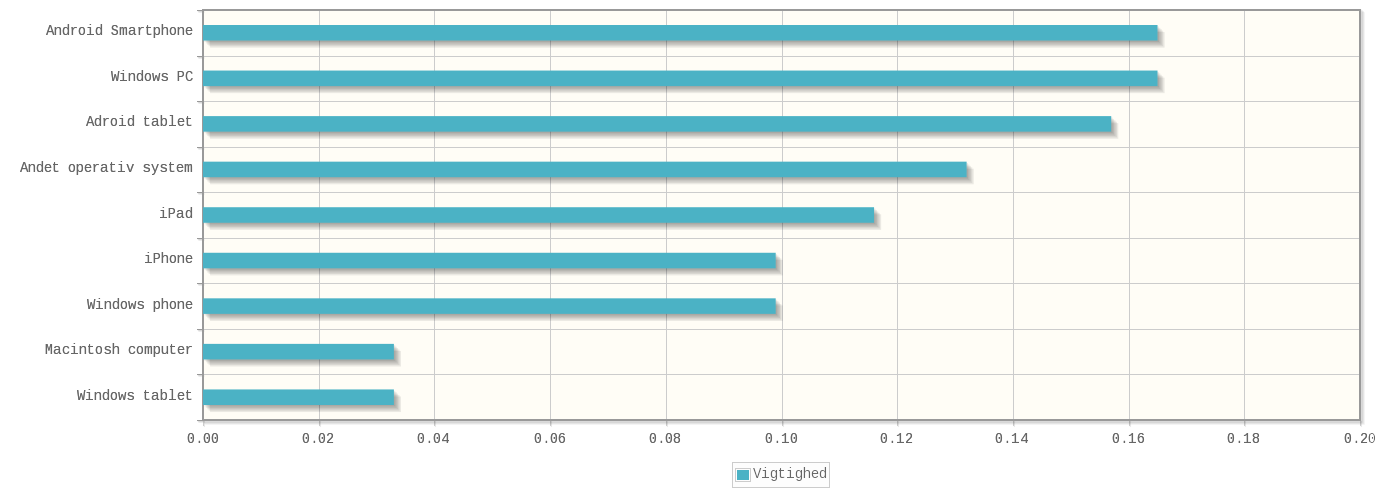 Android Smartphone
Windows PC
Adroid tablet
Andet operativ system
iPad
iPhone
Windows phone
Macintosh computer
Windows tablet
0.00 0.02 0.04 0.06 0.08 0.10 0.12 0.14 0.16 0.18 0.20
Vigtighed